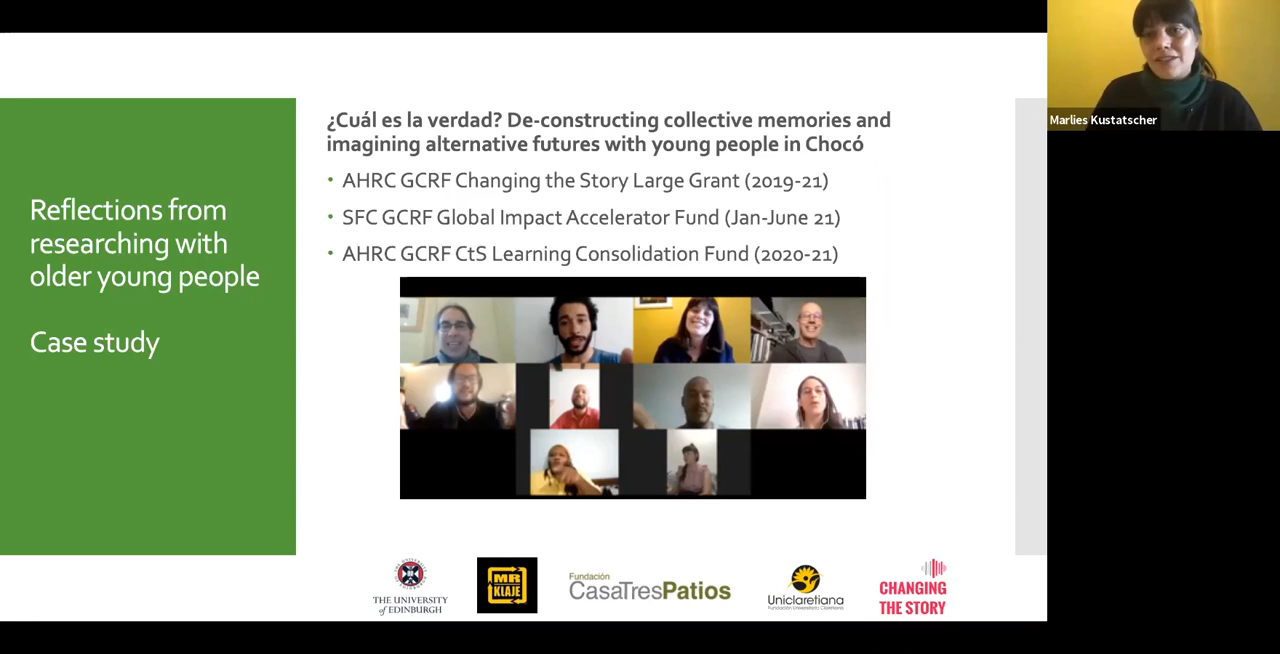 Marlies Kustatscher
Reflections from
researching with
older young people
Case study
¿Cuál es la verdad? De-constructing collective memories and
imagining alternative futures with young people in Chocó
• AHRC GCRF Changing the Story Large Grant (2019-21)
• SFC GCRF Global Impact Accelerator Fund (Jan-June 21)
• AHRC GCRF CtS Learning Consolidation Fund (2020-21)
THE UNIVERSITY
of EDINBURGH
MR
KLAJE
Fundación
CasaTresPatios
Uniclaretiana
Fundación Universitaria Claretiana
CHANGING
THE STORY